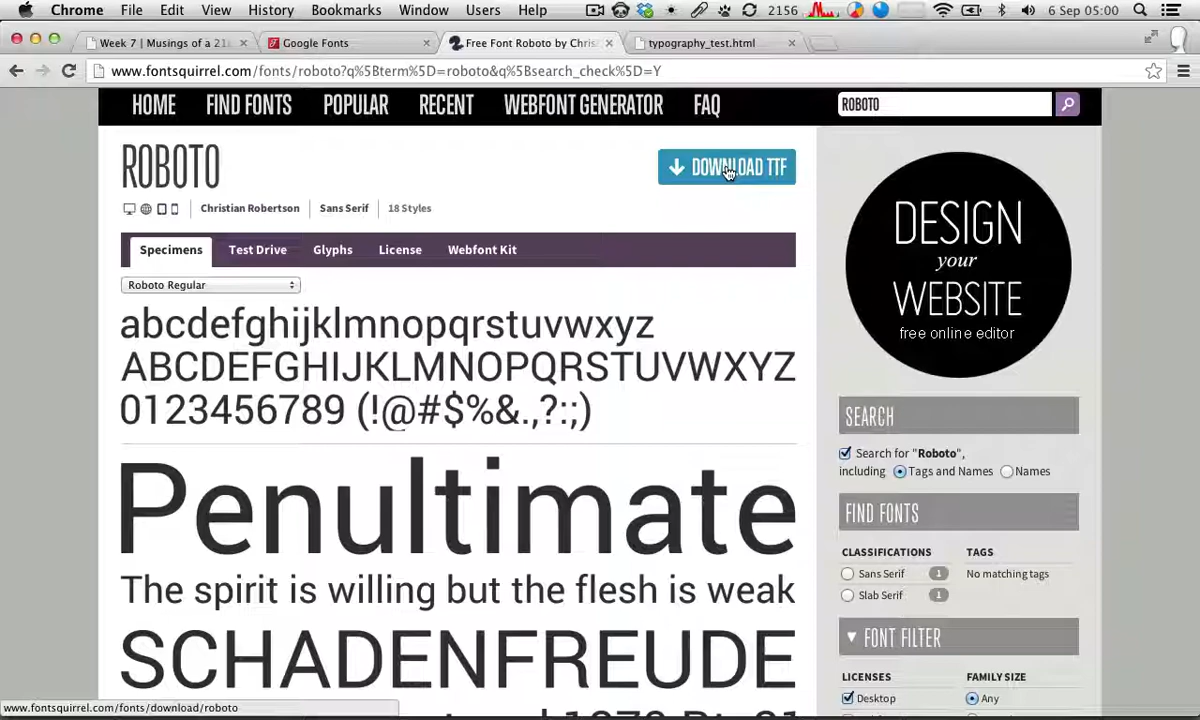 Chrome File Edit View History Bookmarks Window Users Help 2156 6 Sep 05:00
Week 7 | Musings of a 21s Google Fonts Free Font Roboto by Chris typography_test.html
www.fontsquirrel.com/fonts/roboto?q%5Bterm%5D=roboto&q%5Bsearch_check%5D=Y
HOME FIND FONTS POPULAR RECENT WEBFONT GENERATOR FAQ ROBOTO
ROBOTO
DOWNLOAD TTF
Christian Robertson Sans Serif 18 Styles
Specimens Test Drive Glyphs License Webfont Kit
Roboto Regular
abcdefghijklmnopqrstuvwxyz
ABCDEFGHIJKLMNOPQRSTUVWXYZ
0123456789 (!@#$%&.,?:;)
Penultimate
The spirit is willing but the flesh is weak
SCHADENFREUDE
DESIGN
your
WEBSITE
free online editor
SEARCH
Search for "Roboto",
including Tags and Names Names
FIND FONTS
CLASSIFICATIONS TAGS
Sans Serif 1 No matching tags
Slab Serif 1
FONT FILTER
LICENSES FAMILY SIZE
Desktop Any
www.fontsquirrel.com/fonts/download/roboto